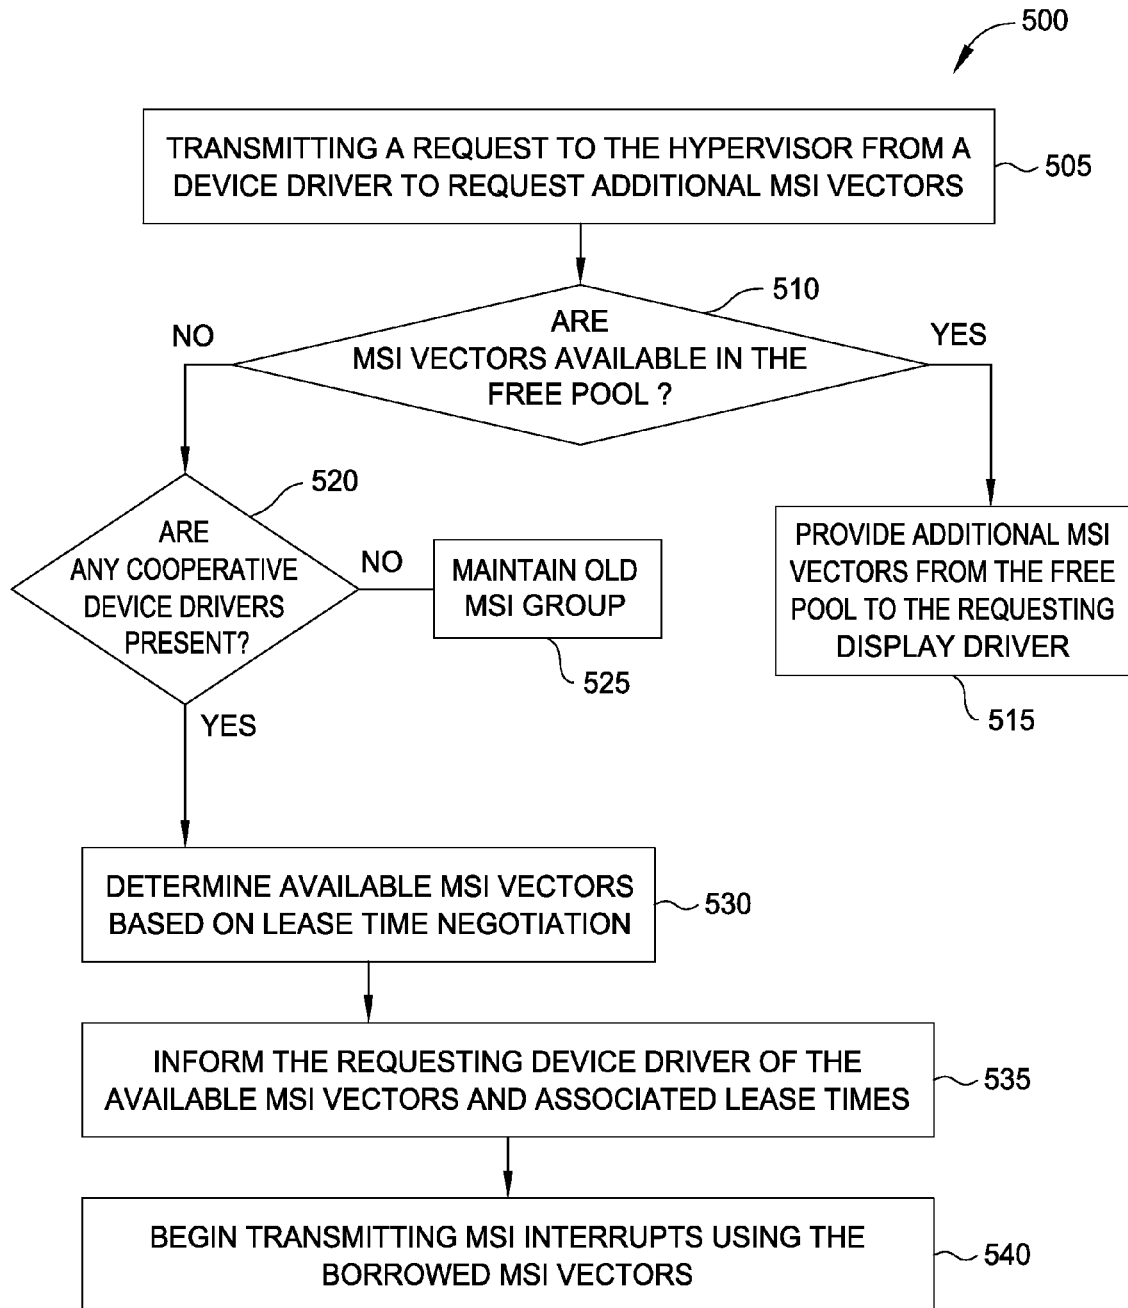 500
TRANSMITTING A REQUEST TO THE HYPERVISOR FROM A
DEVICE DRIVER TO REQUEST ADDITIONAL MSI VECTORS
505
510
NO
ARE
MSI VECTORS AVAILABLE IN THE
FREE POOL ?
YES
520
ARE
ANY COOPERATIVE
DEVICE DRIVERS
PRESENT?
NO
MAINTAIN OLD
MSI GROUP
525
PROVIDE ADDITIONAL MSI
VECTORS FROM THE FREE
POOL TO THE REQUESTING
DISPLAY DRIVER
515
YES
DETERMINE AVAILABLE MSI VECTORS
BASED ON LEASE TIME NEGOTIATION
530
INFORM THE REQUESTING DEVICE DRIVER OF THE
AVAILABLE MSI VECTORS AND ASSOCIATED LEASE TIMES
535
BEGIN TRANSMITTING MSI INTERRUPTS USING THE
BORROWED MSI VECTORS
540